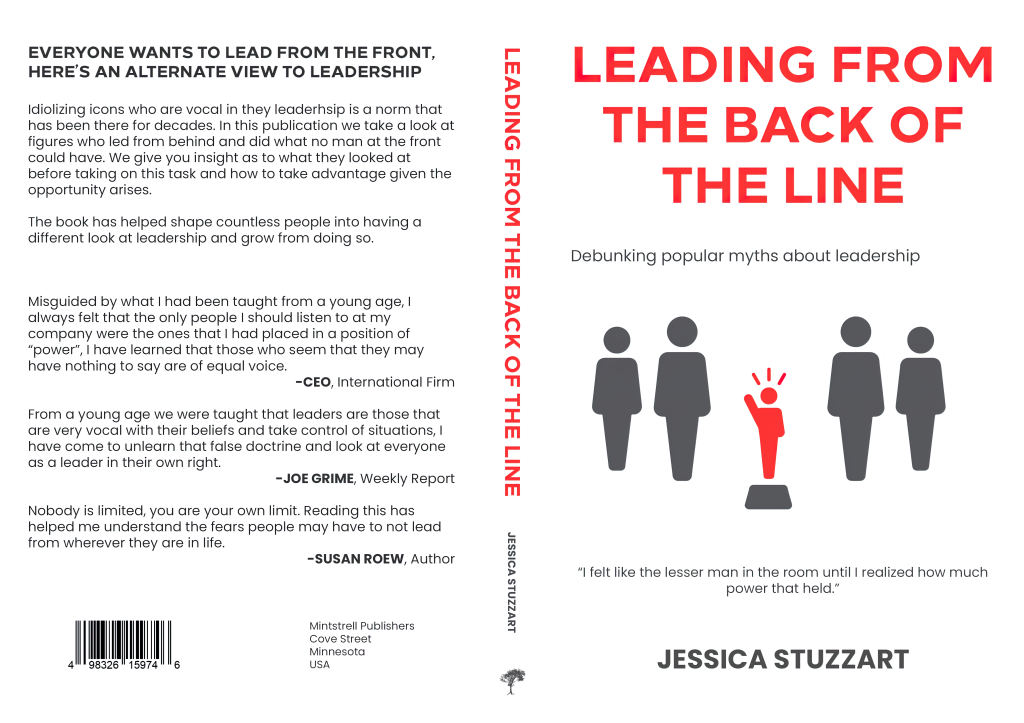 EVERYONE WANTS TO LEAD FROM THE FRONT,
HERE'S AN ALTERNATE VIEW TO LEADERSHIP
Idiolizing icons who are vocal in they leaderhsip is a norm that
has been there for decades. In this publication we take a look at
figures who led from behind and did what no man at the front
could have. We give you insight as to what they looked at
before taking on this task and how to take advantage given the
opportunity arises.
The book has helped shape countless people into having a
different look at leadership and grow from doing so.
Misguided by what I had been taught from a young age, I
always felt that the only people I should listen to at my
company were the ones that I had placed in a position of
“power”, I have learned that those who seem that they may
have nothing to say are of equal voice.
-CEO, International Firm
From a young age we were taught that leaders are those that
are very vocal with their beliefs and take control of situations, I
have come to unlearn that false doctrine and look at everyone
as a leader in their own right.
-JOE GRIME, Weekly Report
Nobody is limited, you are your own limit. Reading this has
helped me understand the fears people may have to not lead
from wherever they are in life.
-SUSAN ROEW, Author
4 98326 15974 6
Mintstrell Publishers
Cove Street
Minnesota
USA
LEADING FROM THE BACK OF THE LINE
JESSICA STUZZART
LEADING FROM
THE BACK OF
THE LINE
Debunking popular myths about leadership
“I felt like the lesser man in the room until I realized how much
power that held.”
JESSICA STUZZART